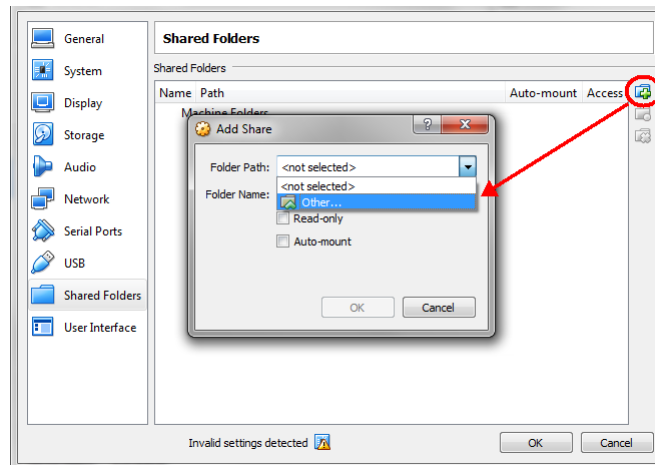 General
System
Display
Storage
Audio
Network
Serial Ports
USB
Shared Folders
User Interface
Shared Folders
Shared Folders
Name Path Auto-mount Access
Machine Folders
Add Share
?
Folder Path: <not selected>
<not selected>
Other...
Folder Name:
Read-only
Auto-mount
OK Cancel
Invalid settings detected
OK Cancel